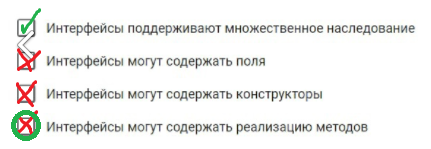 Интерфейсы поддерживают множественное наследование
Интерфейсы могут содержать поля
Интерфейсы могут содержать конструкторы
Интерфейсы могут содержать реализацию методов